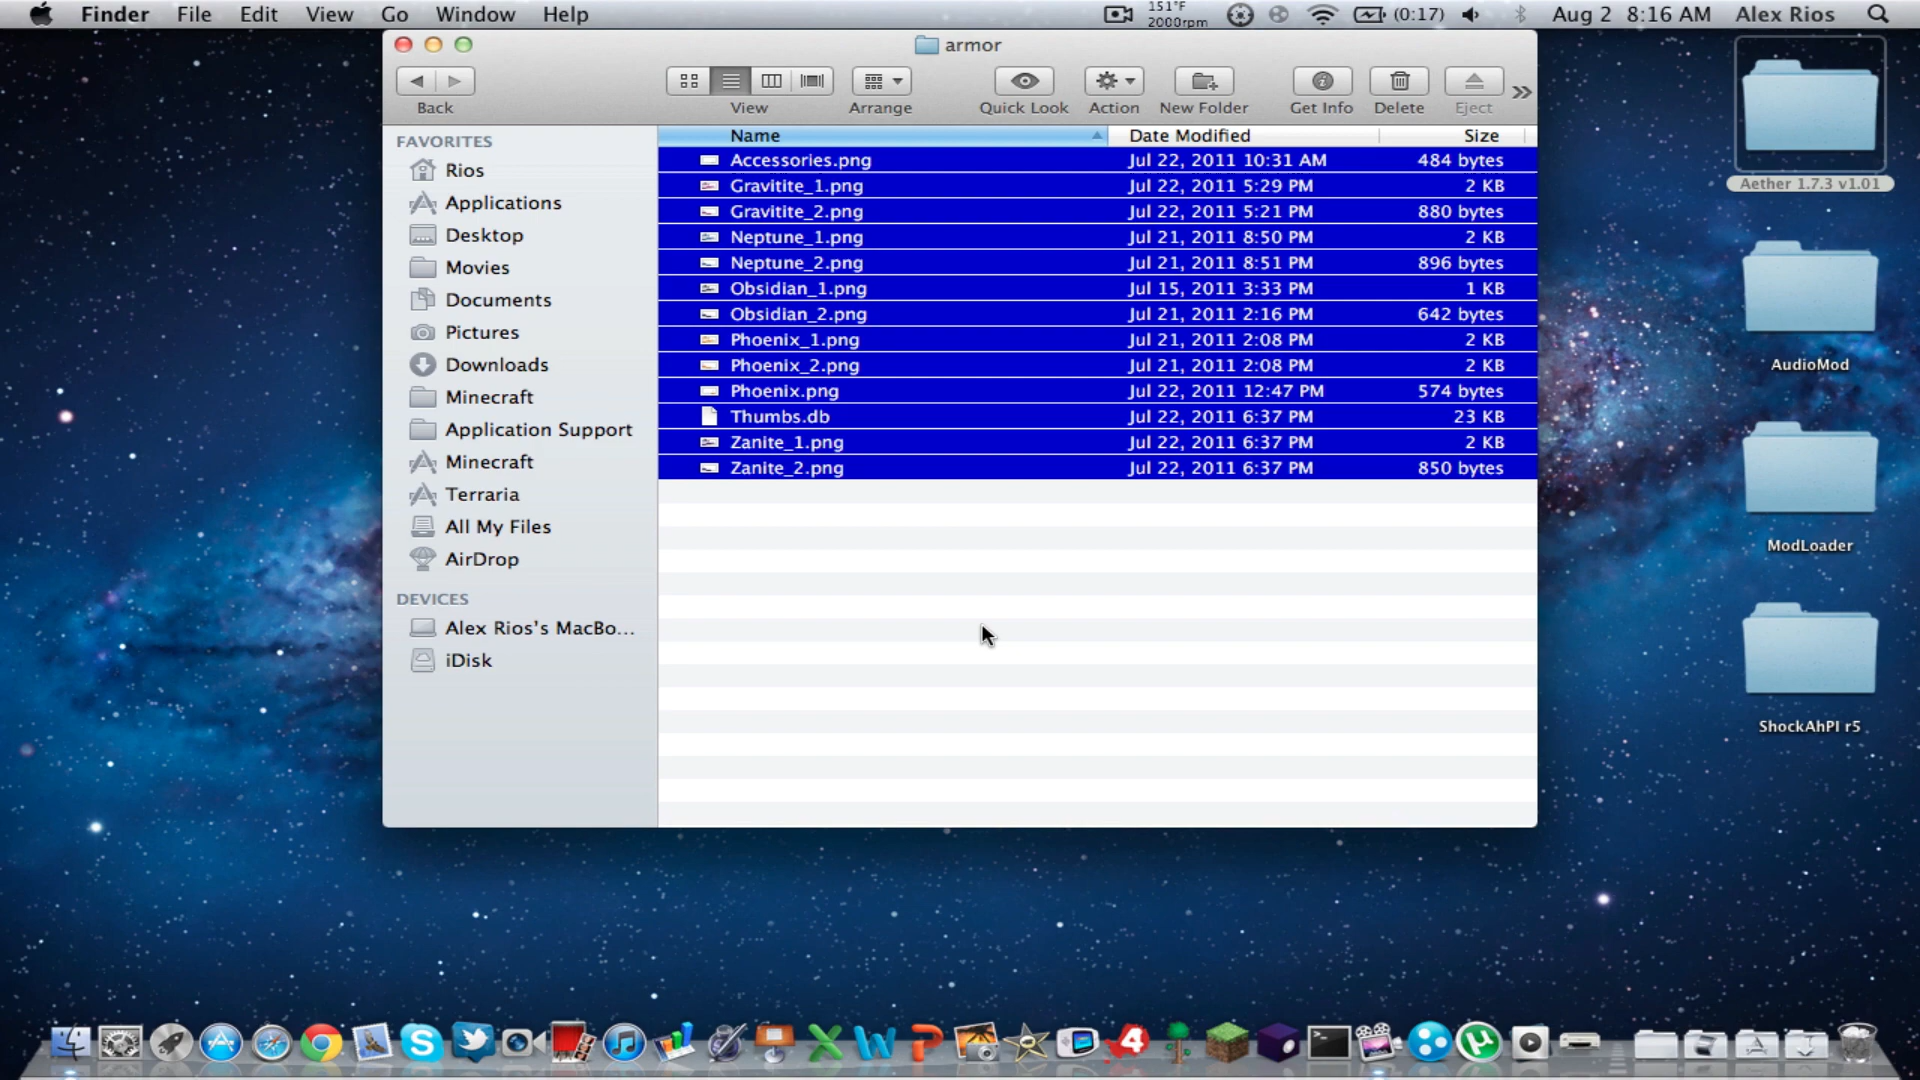 Finder File Edit View Go Window Help 151°F 2000rpm (0:17) Aug 2 8:16 AM Alex Rios
armor
Back View Arrange Quick Look Action New Folder Get Info Delete Eject
FAVORITES
Rios
Applications
Desktop
Movies
Documents
Pictures
Downloads
Minecraft
Application Support
Minecraft
Terraria
All My Files
AirDrop
DEVICES
Alex Rios's MacBo...
iDisk
Name Date Modified Size
Accessories.png Jul 22, 2011 10:31 AM 484 bytes
Gravitite_1.png Jul 22, 2011 5:29 PM 2 KB
Gravitite_2.png Jul 22, 2011 5:21 PM 880 bytes
Neptune_1.png Jul 21, 2011 8:50 PM 2 KB
Neptune_2.png Jul 21, 2011 8:51 PM 896 bytes
Obsidian_1.png Jul 15, 2011 3:33 PM 1 KB
Obsidian_2.png Jul 21, 2011 2:16 PM 642 bytes
Phoenix_1.png Jul 21, 2011 2:08 PM 2 KB
Phoenix_2.png Jul 21, 2011 2:08 PM 2 KB
Phoenix.png Jul 22, 2011 12:47 PM 574 bytes
Thumbs.db Jul 22, 2011 6:37 PM 23 KB
Zanite_1.png Jul 22, 2011 6:37 PM 2 KB
Zanite_2.png Jul 22, 2011 6:37 PM 850 bytes
Aether 1.7.3 v1.01
AudioMod
ModLoader
ShockAhPI r5